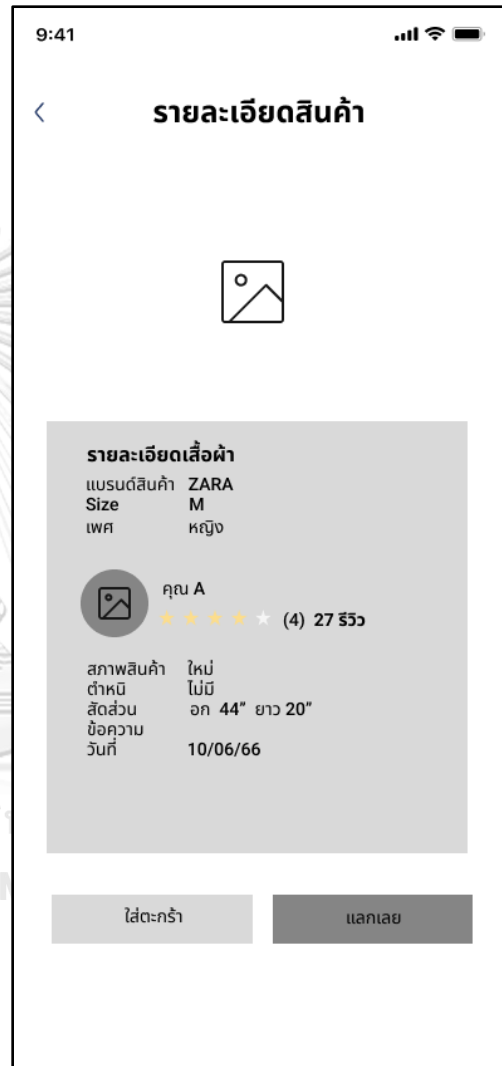 9:41
รายละเอียดสินค้า
รายละเอียดเสื้อผ้า
แบรนด์สินค้า ZARA
Size M
เพศ หญิง
คุณ A
(4) 27 รีวิว
สภาพสินค้า ใหม่
ตำหนิ ไม่มี
สัดส่วน อก 44” ยาว 20”
ข้อความ
วันที่ 10/06/66
ใส่ตะกร้า แลกเลย